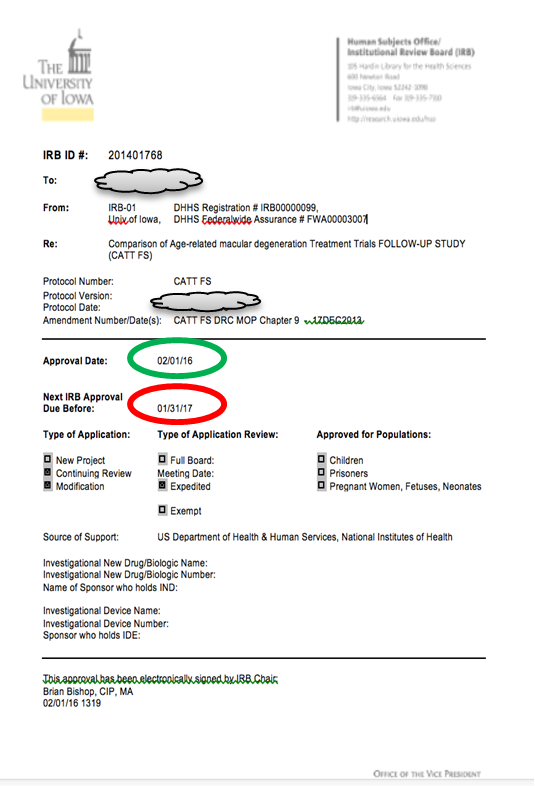 THE
UNIVERSITY
OF IOWA
Human Subjects Office/
Institutional Review Board (IRB)
105 Hardin Library for the Health Sciences
600 Newton Road
Iowa City, Iowa 52242-1098
319-335-6564 Fax 319-335-7310
irb@uiowa.edu
http://research.uiowa.edu/hso
IRB ID #: 201401768
To:
From: IRB-01 DHHS Registration # IRB00000099,
Univ of Iowa, DHHS Federalwide Assurance # FWA00003007
Re: Comparison of Age-related macular degeneration Treatment Trials FOLLOW-UP STUDY
(CATT FS)
Protocol Number: CATT FS
Protocol Version:
Protocol Date:
Amendment Number/Date(s): CATT FS DRC MOP Chapter 9 - 17DEC2013
Approval Date: 02/01/16
Next IRB Approval
Due Before: 01/31/17
Type of Application: Type of Application Review: Approved for Populations:
New Project Full Board: Children
Continuing Review Meeting Date: Prisoners
Modification Expedited Pregnant Women, Fetuses, Neonates
Exempt
Source of Support: US Department of Health & Human Services, National Institutes of Health
Investigational New Drug/Biologic Name:
Investigational New Drug/Biologic Number:
Name of Sponsor who holds IND:
Investigational Device Name:
Investigational Device Number:
Sponsor who holds IDE:
This approval has been electronically signed by IRB Chair:
Brian Bishop, CIP, MA
02/01/16 1319
OFFICE OF THE VICE PRESIDENT